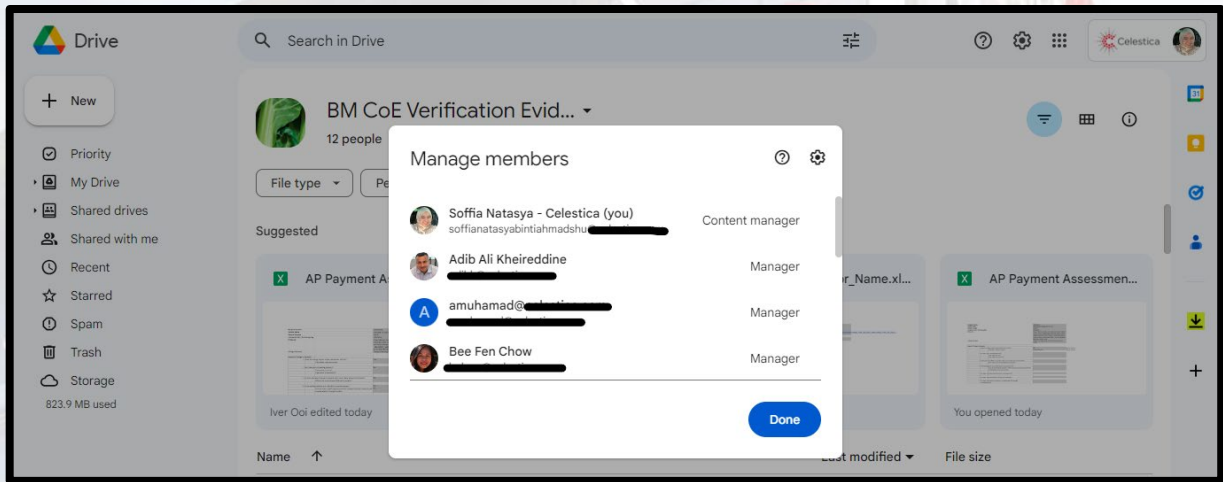 Drive
Search in Drive
Celestica
New
BM CoE Verification Evid...
12 people
Priority
My Drive
Shared drives
Shared with me
Recent
Starred
Spam
Trash
Storage
823.9 MB used
File type
Pe
Suggested
Manage members
Soffia Natasya - Celestica (you)
soffianatasyabintiahmadshu
Content manager
Adib Ali Kheireddine
Manager
amuhamad@
Manager
Bee Fen Chow
Manager
Done
AP Payment A
r_Name.xl...
AP Payment Assessmen...
Iver Ooi edited today
You opened today
Name
st modified
File size
31
A
X
X